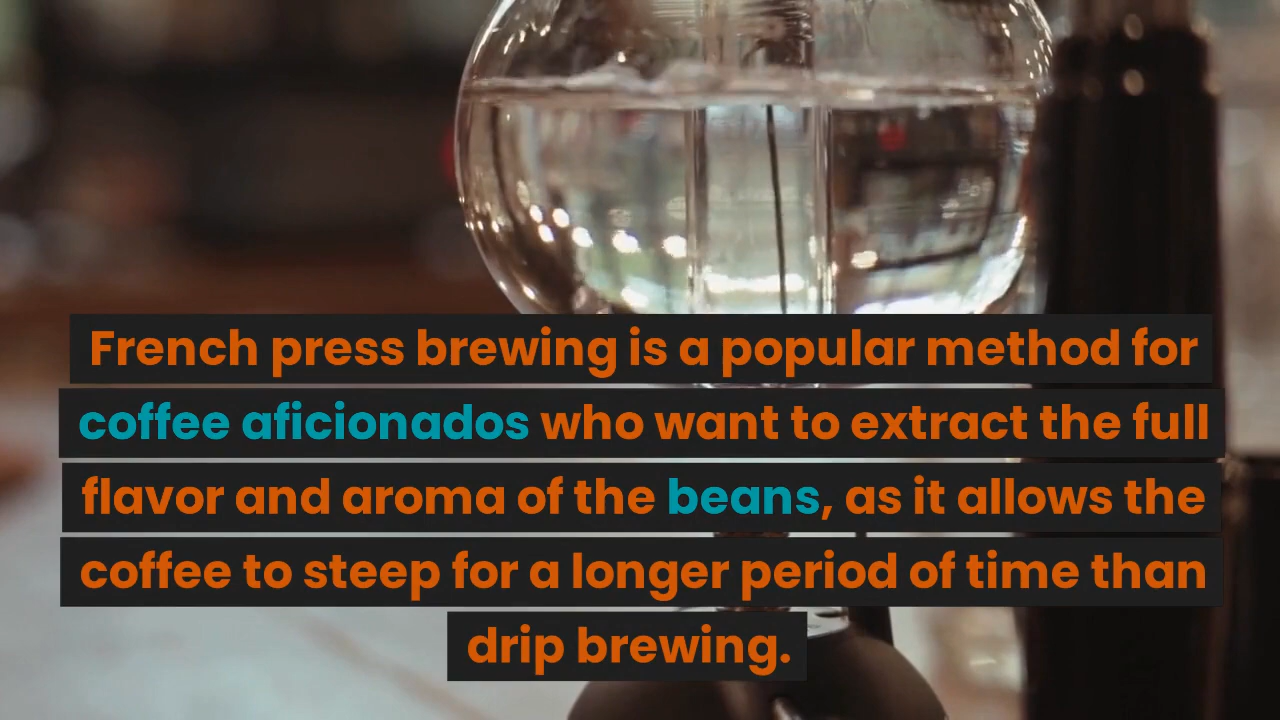 French press brewing is a popular method for
coffee aficionados who want to extract the full
flavor and aroma of the beans, as it allows the
coffee to steep for a longer period of time than
drip brewing.